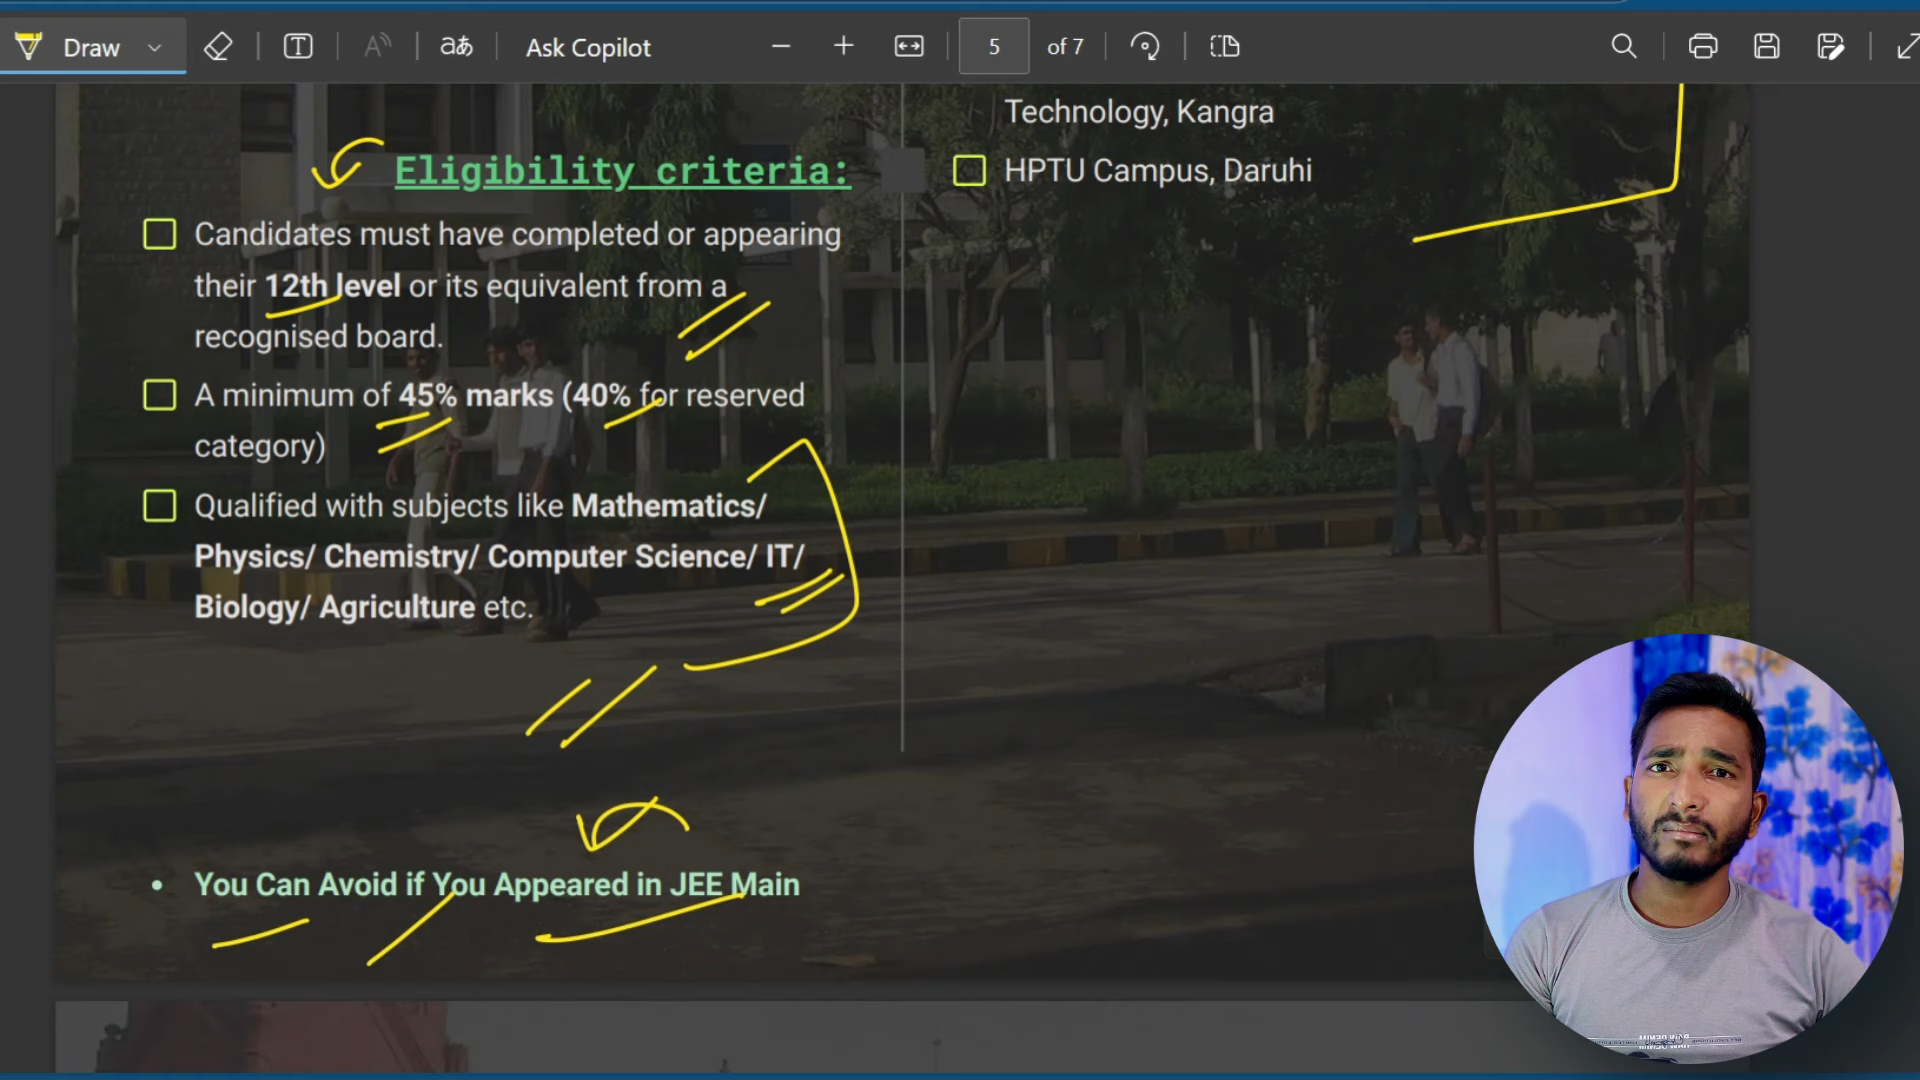 Draw
Ask Copilot
5
of 7
Eligibility criteria:
Candidates must have completed or appearing
their 12th level or its equivalent from a
recognised board.
A minimum of 45% marks (40% for reserved
category)
Qualified with subjects like Mathematics/
Physics/ Chemistry/ Computer Science/ IT/
Biology/ Agriculture etc.
You Can Avoid if You Appeared in JEE Main
Technology, Kangra
HPTU Campus, Daruhi